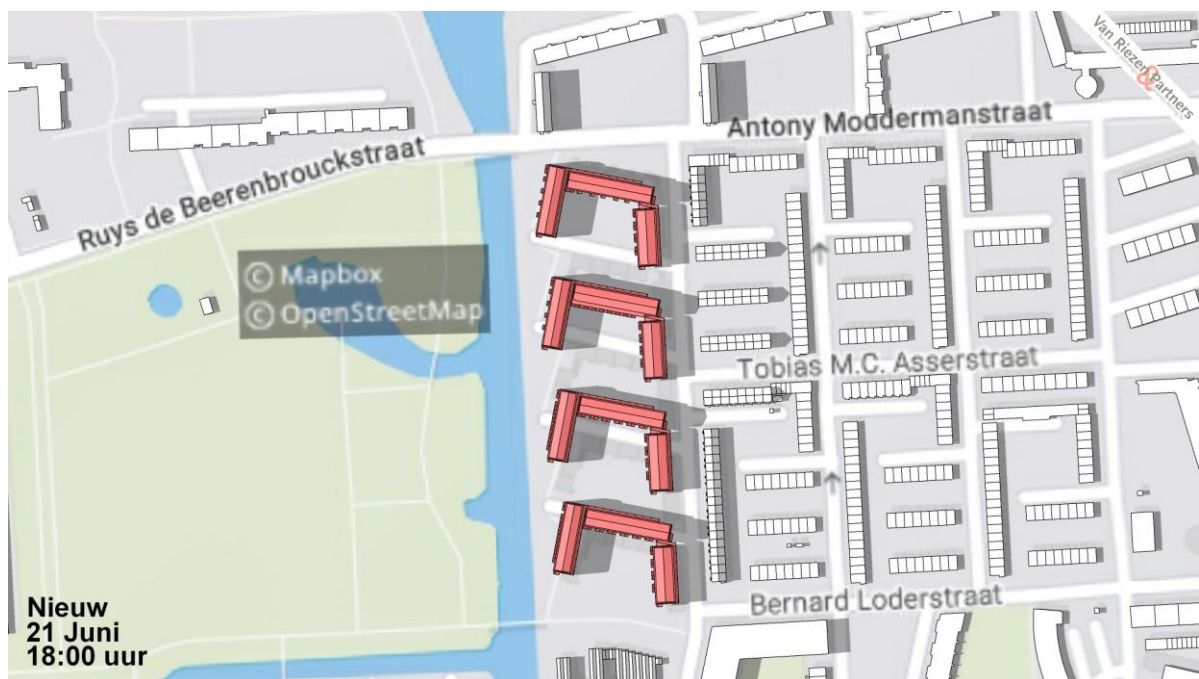 Van Riezen
&
Partners
Antony Moddermanstraat
Ruys de Beerenbrouckstraat
© Mapbox
© OpenStreetMap
Tobias M.C. Asserstraat
Bernard Loderstraat
Nieuw
21 Juni
18:00 uur